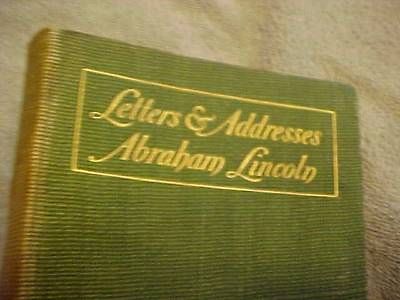 Letters & Addresses
Abraham Lincoln